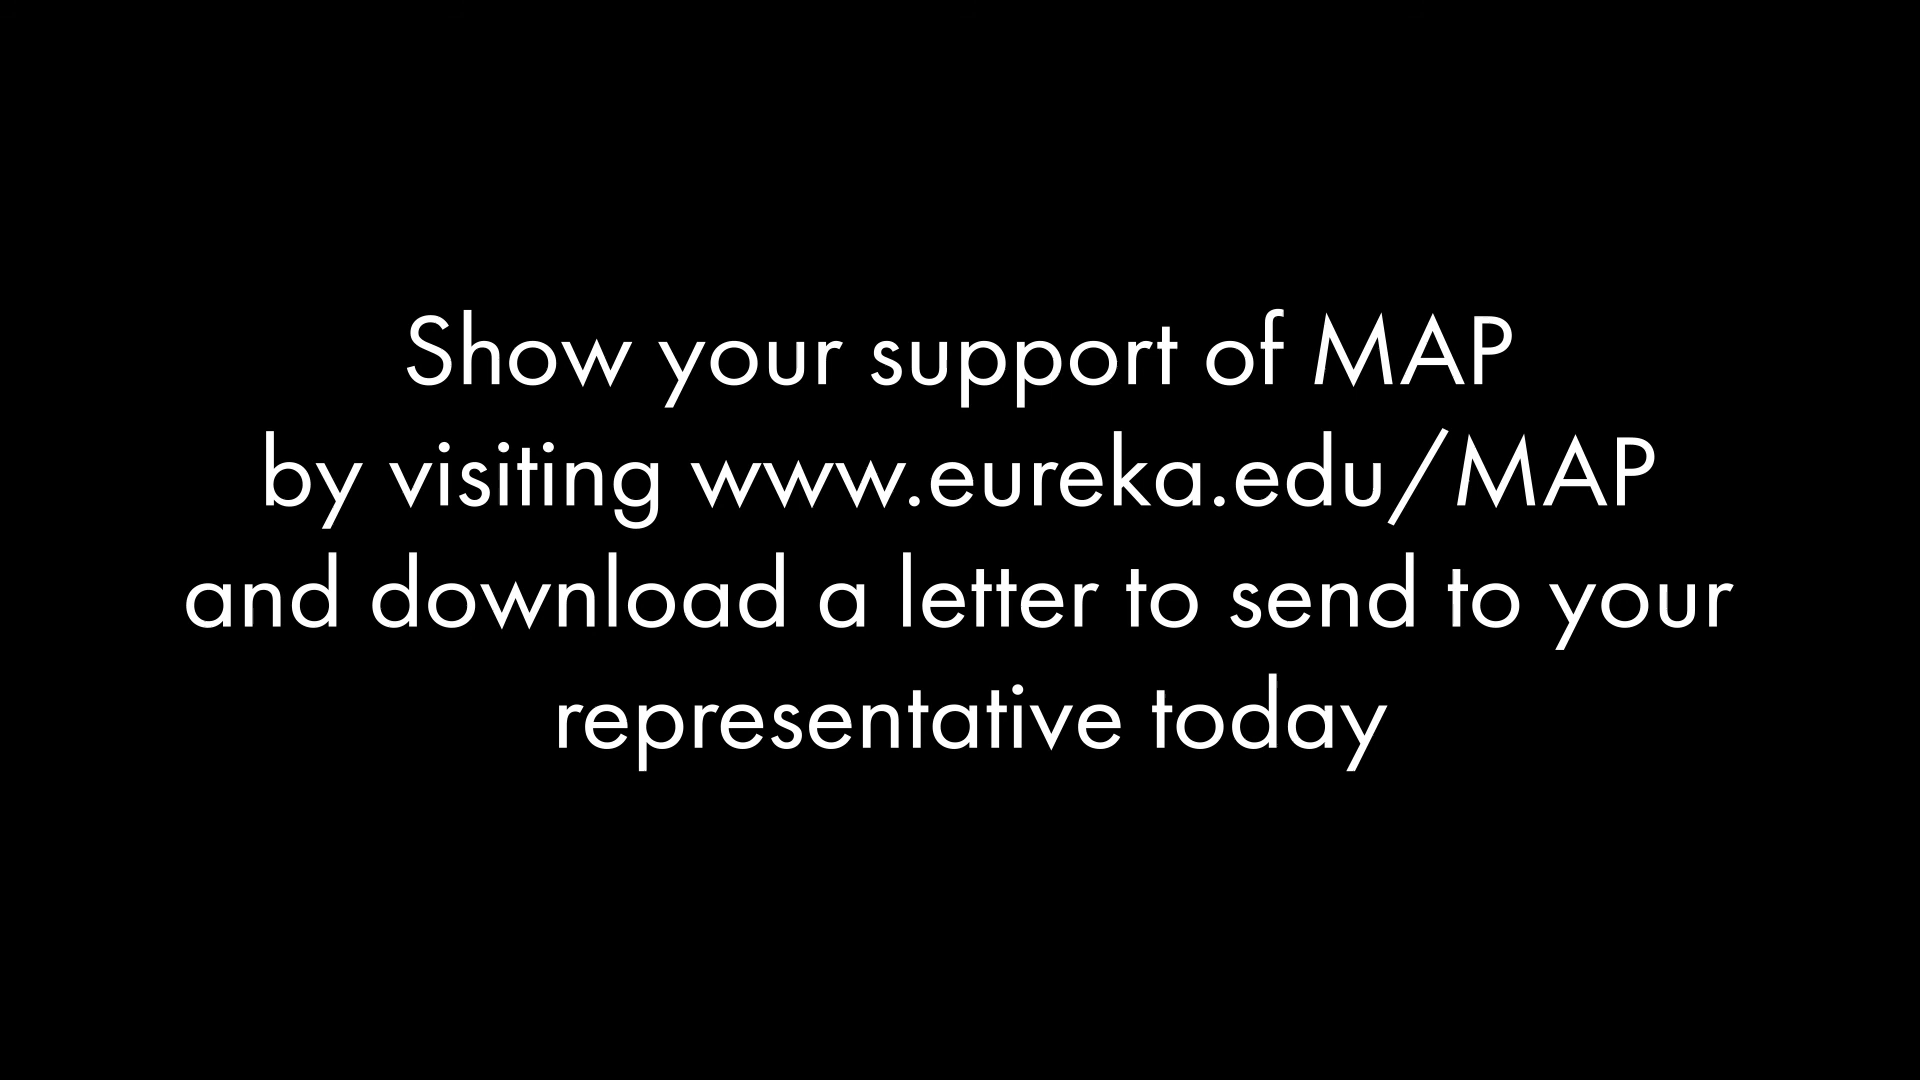 Show your support of MAP
by visiting www.eureka.edu/MAP
and download a letter to send to your
representative today